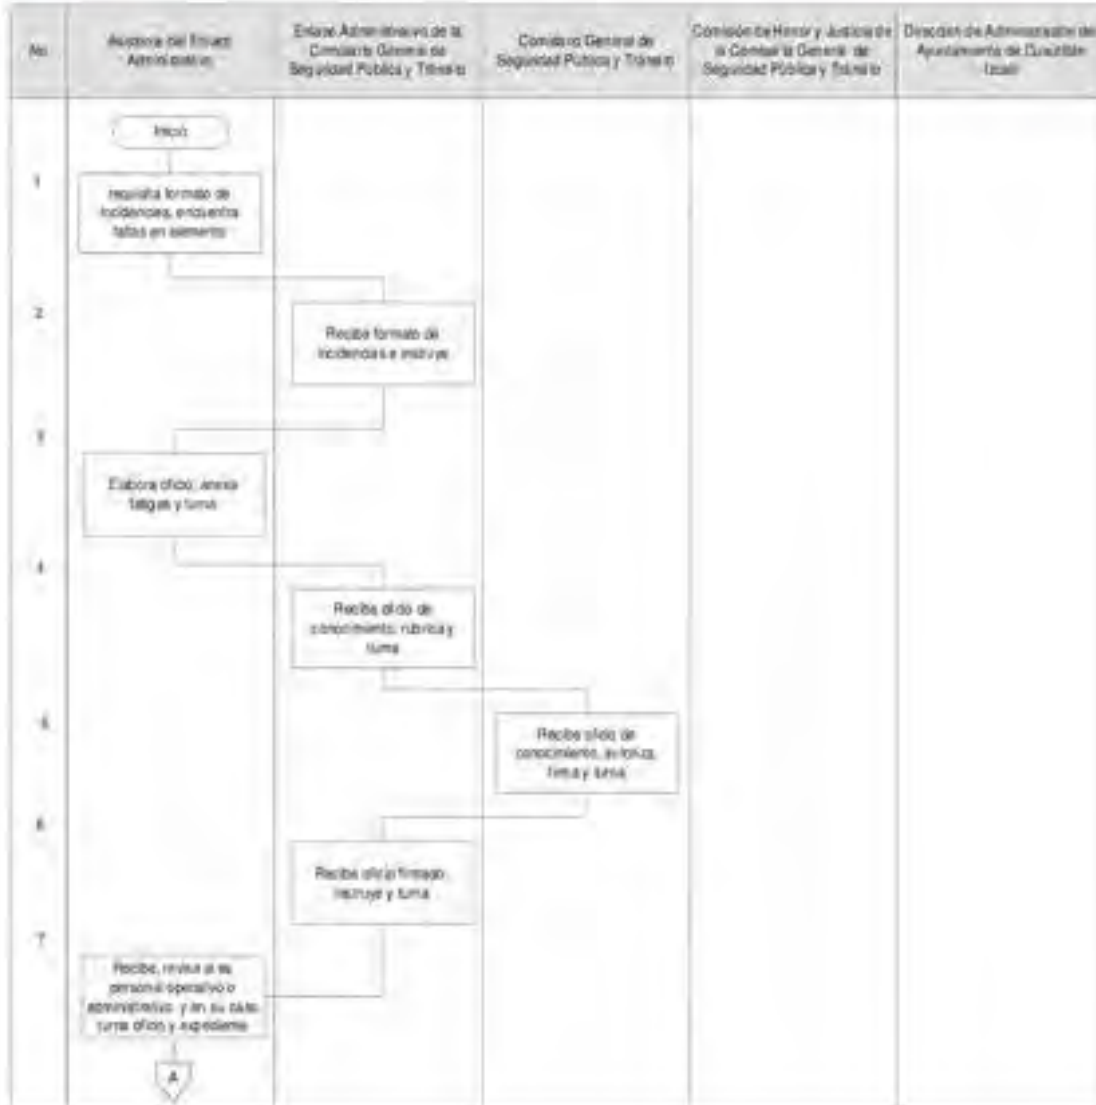 No
Administrativo
Enlace Administrativo de la
Comisaría General de
Seguridad Pública y Tránsito
Comisario General de
Seguridad Pública y Tránsito
Comisión de Honor y Justicia de
la Comisaría General de
Seguridad Pública y Tránsito
Dirección de Administración del
Ayuntamiento de Cuautitlán
Izcalli
Inicio
1
requisita formato de
incidencias, encuentra
faltas en elemento
2
Recibe formato de
incidencias e instruye
3
Elabora oficio, anexa
fatigas y turna
4
Recibe oficio de
conocimiento, rubrica y
turna
5
Recibe oficio de
conocimiento, autoriza,
firma y turna
6
Recibe oficio firmado,
instruye y turna
7
Recibe, revisa si es
personal operativo o
administrativo y en su caso
turna oficio y expediente
A